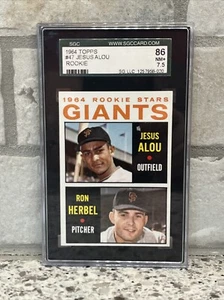 SGC
WWW.SGCCARD.COM
1964 TOPPS
#47 JESUS ALOU
ROOKIE
86
NM+
7.5
1964 ROOKIE STARS
GIANTS
JESUS
ALOU
OUTFIELD
RON
HERBEL
PITCHER